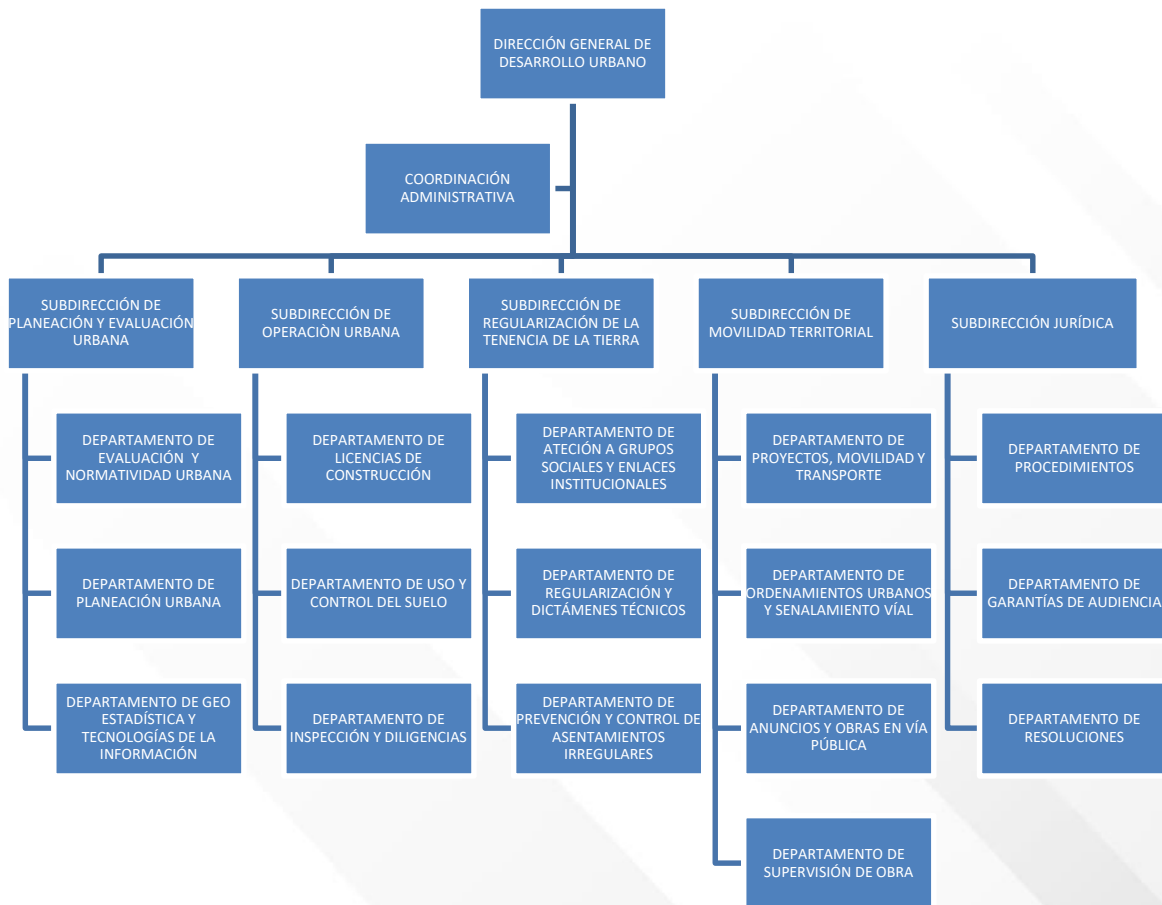 DIRECCIÓN GENERAL DE
DESARROLLO URBANO
COORDINACIÓN
ADMINISTRATIVA
SUBDIRECCIÓN DE
PLANEACIÓN Y EVALUACIÓN
URBANA
SUBDIRECCIÓN DE
OPERACIÒN URBANA
SUBDIRECCIÓN DE
REGULARIZACIÓN DE LA
TENENCIA DE LA TIERRA
SUBDIRECCIÓN DE
MOVILIDAD TERRITORIAL
SUBDIRECCIÓN JURÍDICA
DEPARTAMENTO DE
EVALUACIÓN Y
NORMATIVIDAD URBANA
DEPARTAMENTO DE
LICENCIAS DE
CONSTRUCCIÓN
DEPARTAMENTO DE
ATECIÓN A GRUPOS
SOCIALES Y ENLACES
INSTITUCIONALES
DEPARTAMENTO DE
PROYECTOS, MOVILIDAD Y
TRANSPORTE
DEPARTAMENTO DE
PROCEDIMIENTOS
DEPARTAMENTO DE
PLANEACIÓN URBANA
DEPARTAMENTO DE USO Y
CONTROL DEL SUELO
DEPARTAMENTO DE
REGULARIZACIÓN Y
DICTÁMENES TÉCNICOS
DEPARTAMENTO DE
ORDENAMIENTOS URBANOS
Y SENALAMIENTO VÍAL
DEPARTAMENTO DE
GARANTÍAS DE AUDIENCIA
DEPARTAMENTO DE GEO
ESTADÍSTICA Y
TECNOLOGÍAS DE LA
INFORMACIÓN
DEPARTAMENTO DE
INSPECCIÓN Y DILIGENCIAS
DEPARTAMENTO DE
PREVENCIÓN Y CONTROL DE
ASENTAMIENTOS
IRREGULARES
DEPARTAMENTO DE
ANUNCIOS Y OBRAS EN VÍA
PÚBLICA
DEPARTAMENTO DE
RESOLUCIONES
DEPARTAMENTO DE
SUPERVISIÓN DE OBRA